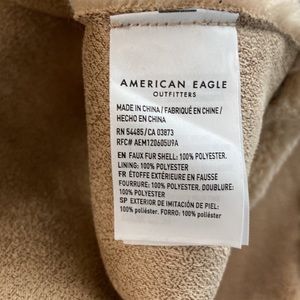 AMERICAN EAGLE
OUTFITTERS
MADE IN CHINA / FABRIQUÉ EN CHINE /
HECHO EN CHINA
RN 54485/CA 03873
RFC# AEM120605U9A
EN FAUX FUR SHELL: 100% POLYESTER.
LINING: 100% POLYESTER
FR ÉTOFFE EXTÉRIEURE EN FAUSSE
FOURRURE: 100% POLYESTER. DOUBLURE:
100% POLYESTER
SP EXTERIOR DE IMITACIÓN DE PIEL:
100% poliéster. FORRO: 100% poliéster.